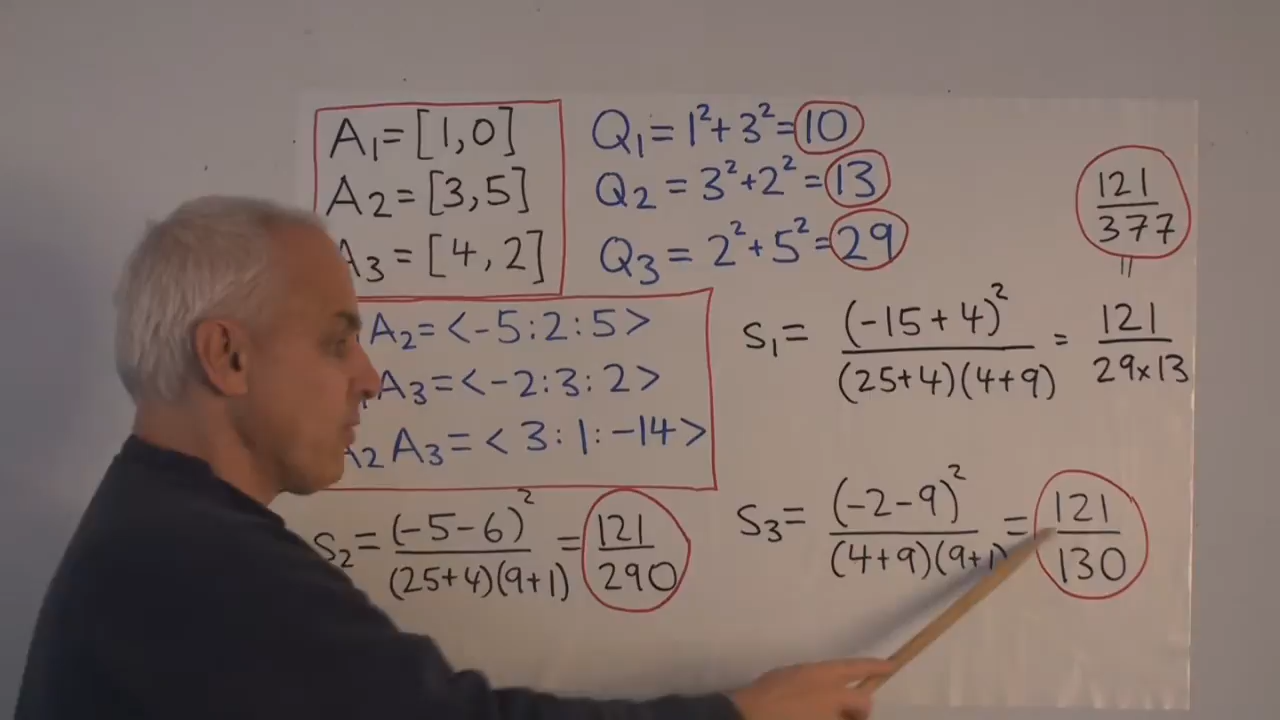 A₁=[1,0]
A₂=[3,5]
A₃=[4,2]
Q₁=1²+3²=10
Q₂=3²+2²=13
Q₃=2²+5²=29
A₂=<-5:2:5>
A₃=<-2:3:2>
A₂A₃=<3:1:-14>
121/377
=
S₁=(-15+4)²/(25+4)(4+9)=121/29×13
S₂=(-5-6)²/(25+4)(9+1)=121/290
S₃=(-2-9)²/(4+9)(9+1)=121/130